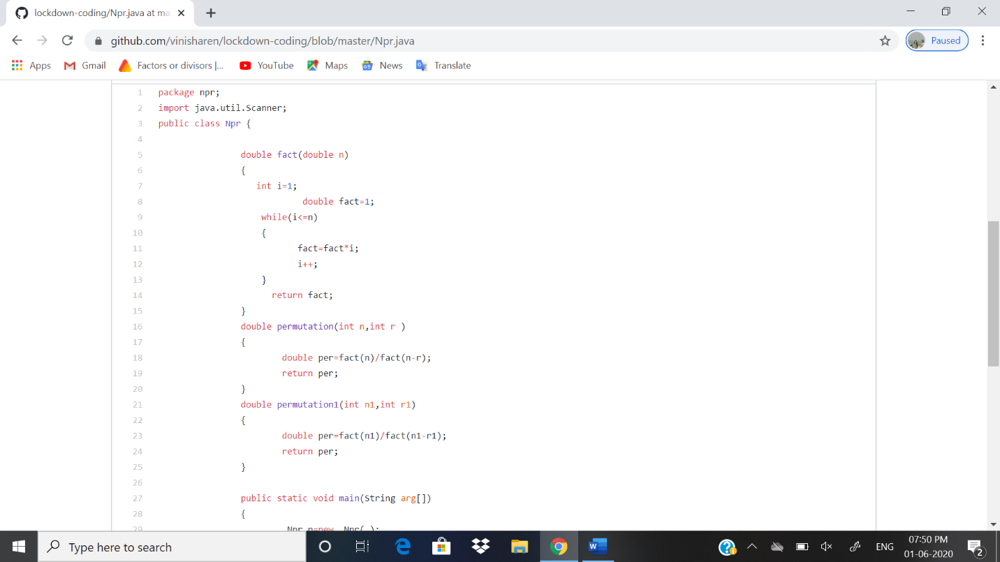 lockdown-coding/Npr.java at ma
github.com/vinisharen/lockdown-coding/blob/master/Npr.java
Paused
Apps Gmail Factors or divisors |... YouTube Maps News Translate
1 package npr;
2 import java.util.Scanner;
3 public class Npr {
4
5 double fact(double n)
6 {
7 int i=1;
8 double fact=1;
9 while(i<=n)
10 {
11 fact=fact*i;
12 i++;
13 }
14 return fact;
15 }
16 double permutation(int n,int r )
17 {
18 double per=fact(n)/fact(n-r);
19 return per;
20 }
21 double permutation1(int n1,int r1)
22 {
23 double per=fact(n1)/fact(n1-r1);
24 return per;
25 }
26
27 public static void main(String arg[])
28 {
29 Npr n=new Npr( );
Type here to search
ENG
07:50 PM
01-06-2020
2